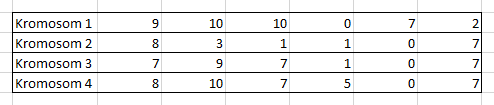 Kromosom 1 9 10 10 0 7 2
Kromosom 2 8 3 1 1 0 7
Kromosom 3 7 9 7 1 0 7
Kromosom 4 8 10 7 5 0 7